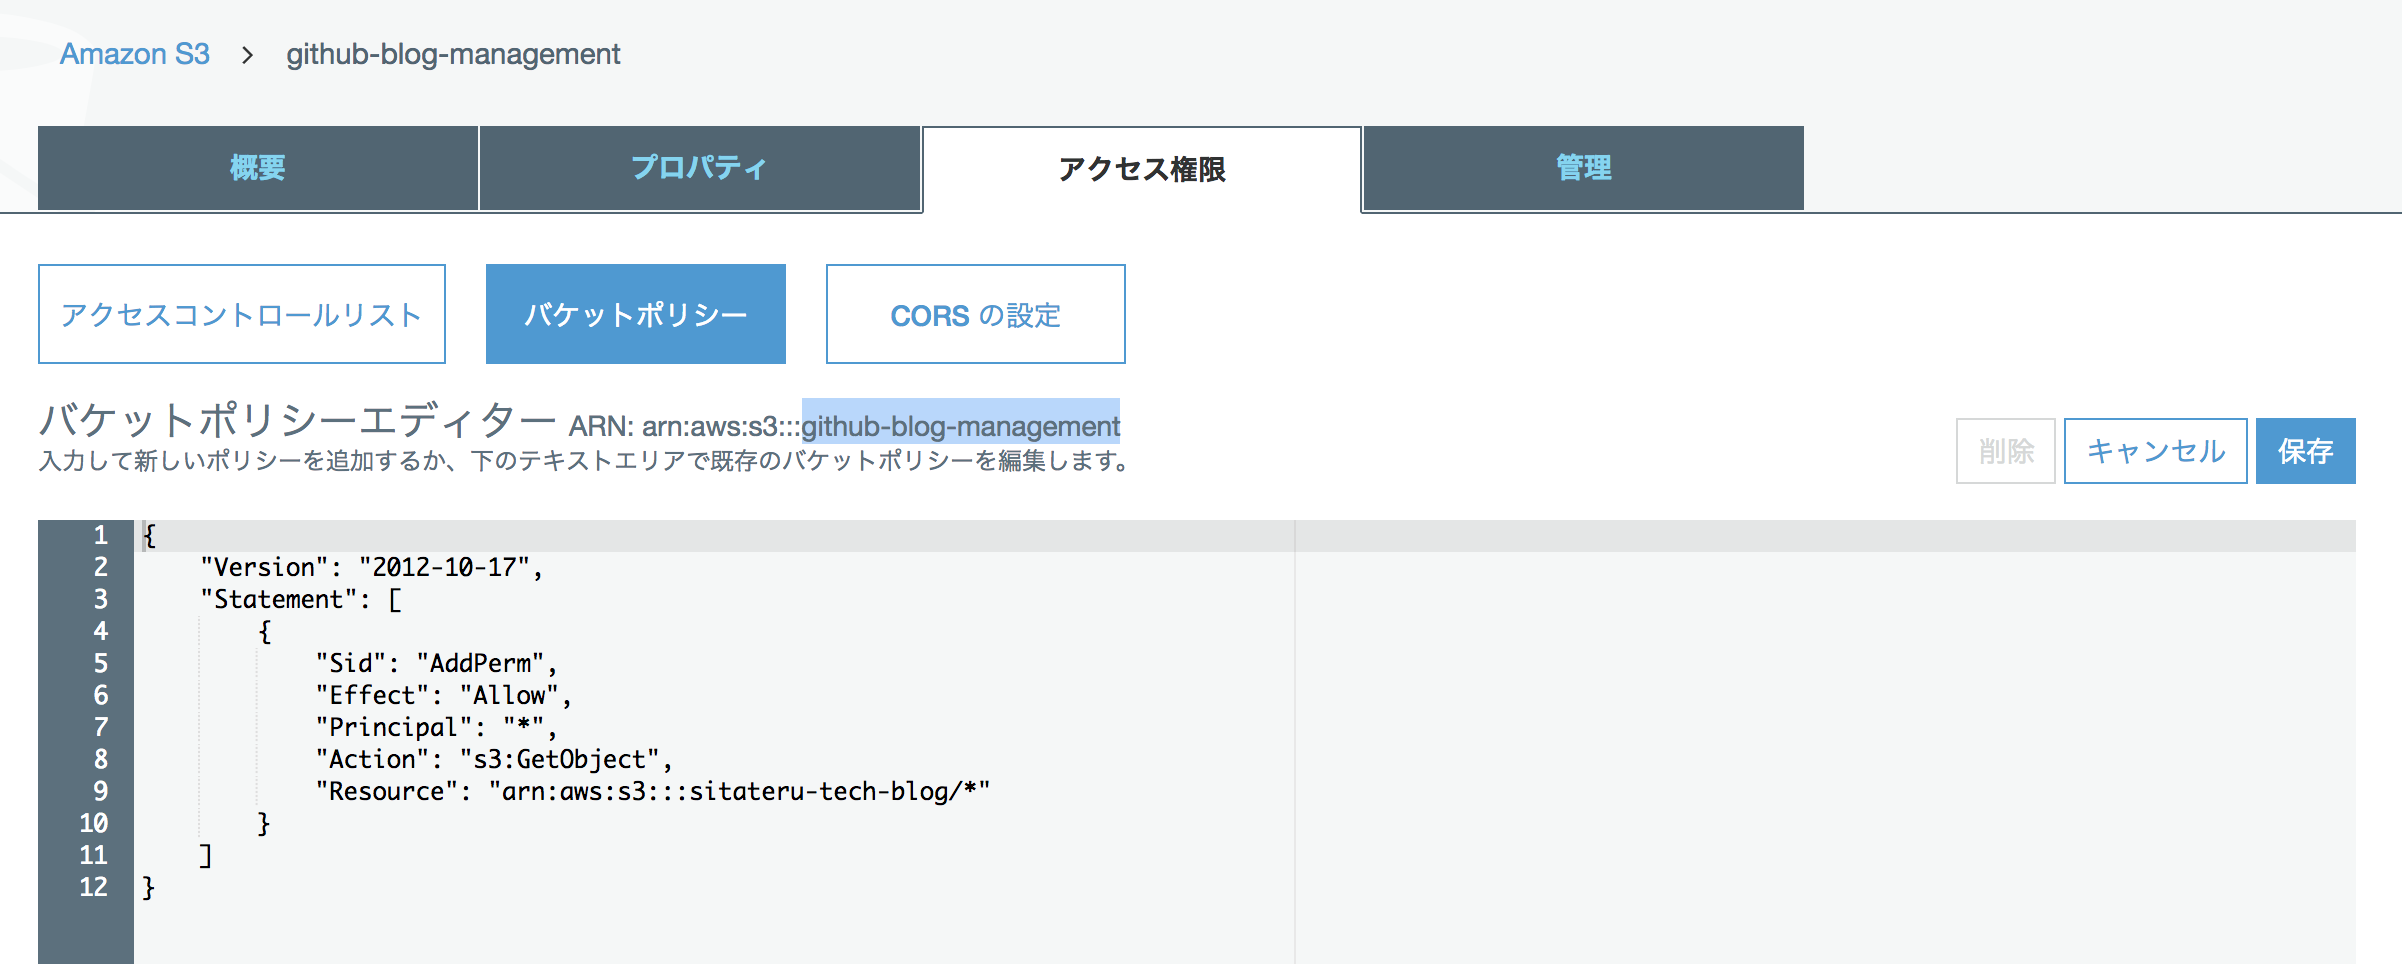 Amazon S3 > github-blog-management
概要 プロパティ アクセス権限 管理
アクセスコントロールリスト バケットポリシー CORS の設定
バケットポリシーエディター ARN: arn:aws:s3:::github-blog-management
入力して新しいポリシーを追加するか、下のテキストエリアで既存のバケットポリシーを編集します。
削除 キャンセル 保存
1 {
2     "Version": "2012-10-17",
3     "Statement": [
4         {
5             "Sid": "AddPerm",
6             "Effect": "Allow",
7             "Principal": "*",
8             "Action": "s3:GetObject",
9             "Resource": "arn:aws:s3:::sitateru-tech-blog/*"
10         }
11     ]
12 }